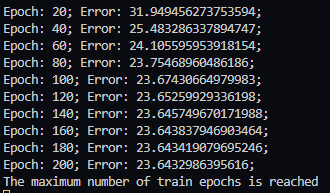 Epoch: 20; Error: 31.949456273753594;
Epoch: 40; Error: 25.483286337894747;
Epoch: 60; Error: 24.105595953918154;
Epoch: 80; Error: 23.75468960486186;
Epoch: 100; Error: 23.67430664979983;
Epoch: 120; Error: 23.65259929336198;
Epoch: 140; Error: 23.645749670171988;
Epoch: 160; Error: 23.643837946903464;
Epoch: 180; Error: 23.643419079695246;
Epoch: 200; Error: 23.6432986395616;
The maximum number of train epochs is reached